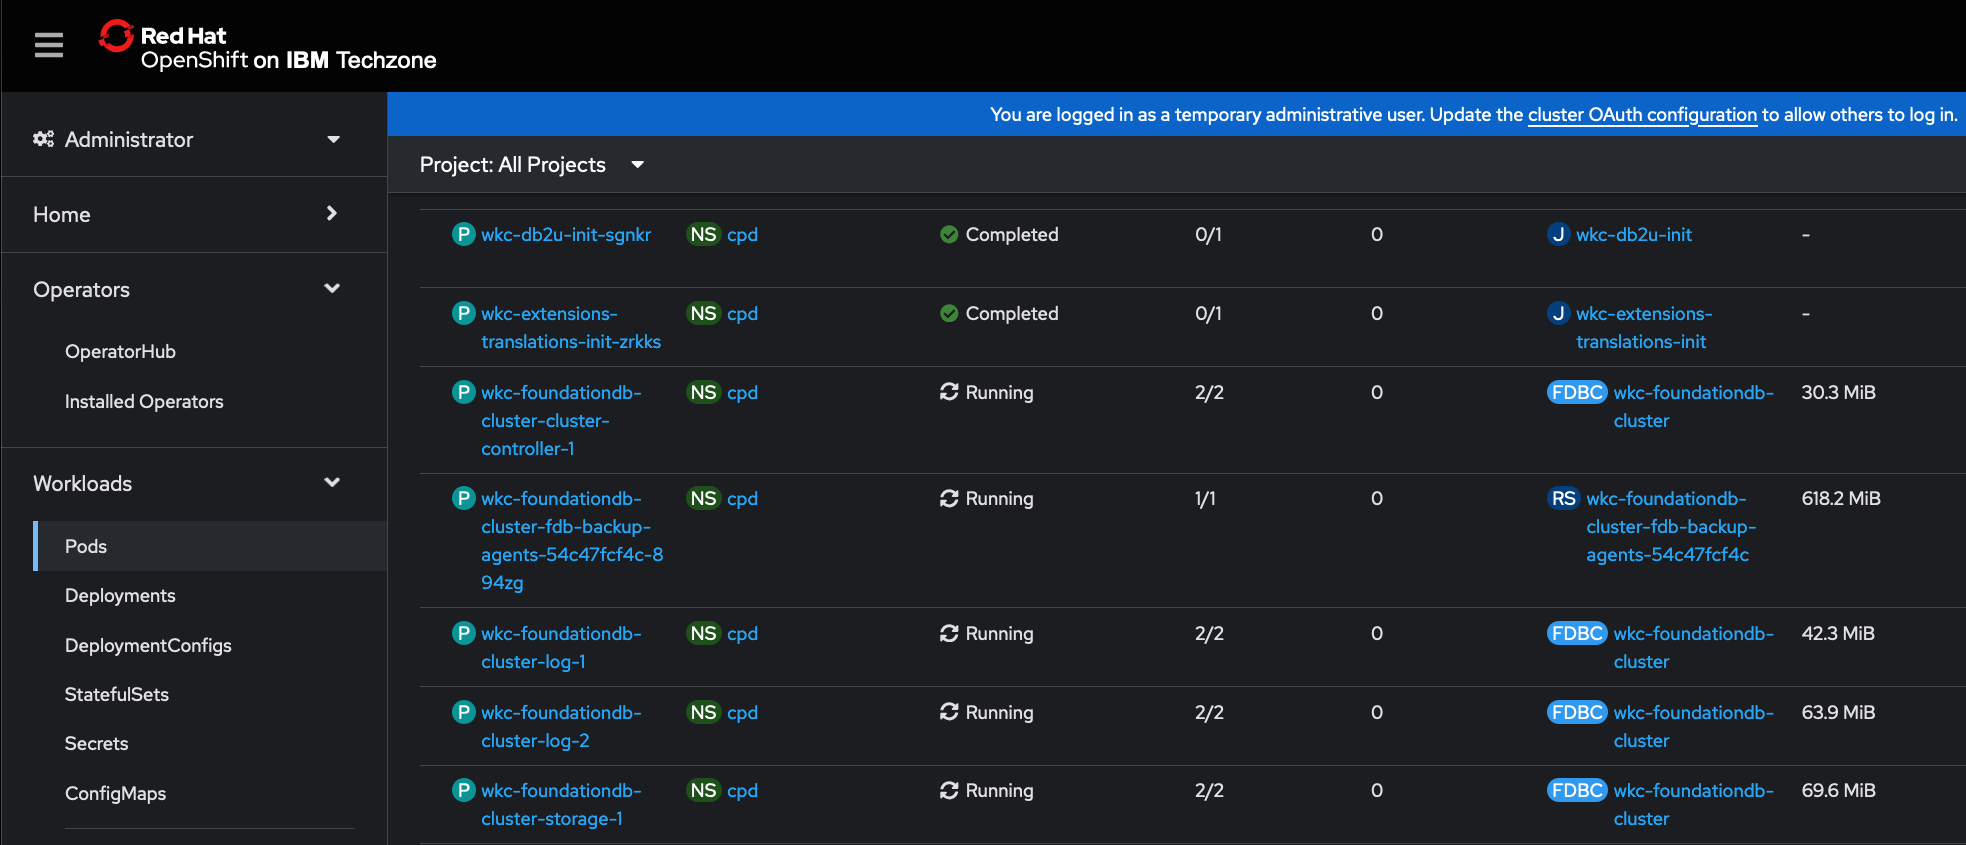 Red Hat
OpenShift on IBM Techzone
You are logged in as a temporary administrative user. Update the cluster OAuth configuration to allow others to log in.
Administrator
Home
Operators
OperatorHub
Installed Operators
Workloads
Pods
Deployments
DeploymentConfigs
StatefulSets
Secrets
ConfigMaps
Project: All Projects
P wkc-db2u-init-sgnkr NS cpd Completed 0/1 0 J wkc-db2u-init -
P wkc-extensions- NS cpd Completed 0/1 0 J wkc-extensions- -
translations-init-zrkks translations-init
P wkc-foundationdb- NS cpd Running 2/2 0 FDBC wkc-foundationdb- 30.3 MiB
cluster-cluster- cluster
controller-1
P wkc-foundationdb- NS cpd Running 1/1 0 RS wkc-foundationdb- 618.2 MiB
cluster-fdb-backup- cluster-fdb-backup-
agents-54c47fcf4c-8 agents-54c47fcf4c
94zg
P wkc-foundationdb- NS cpd Running 2/2 0 FDBC wkc-foundationdb- 42.3 MiB
cluster-log-1 cluster
P wkc-foundationdb- NS cpd Running 2/2 0 FDBC wkc-foundationdb- 63.9 MiB
cluster-log-2 cluster
P wkc-foundationdb- NS cpd Running 2/2 0 FDBC wkc-foundationdb- 69.6 MiB
cluster-storage-1 cluster